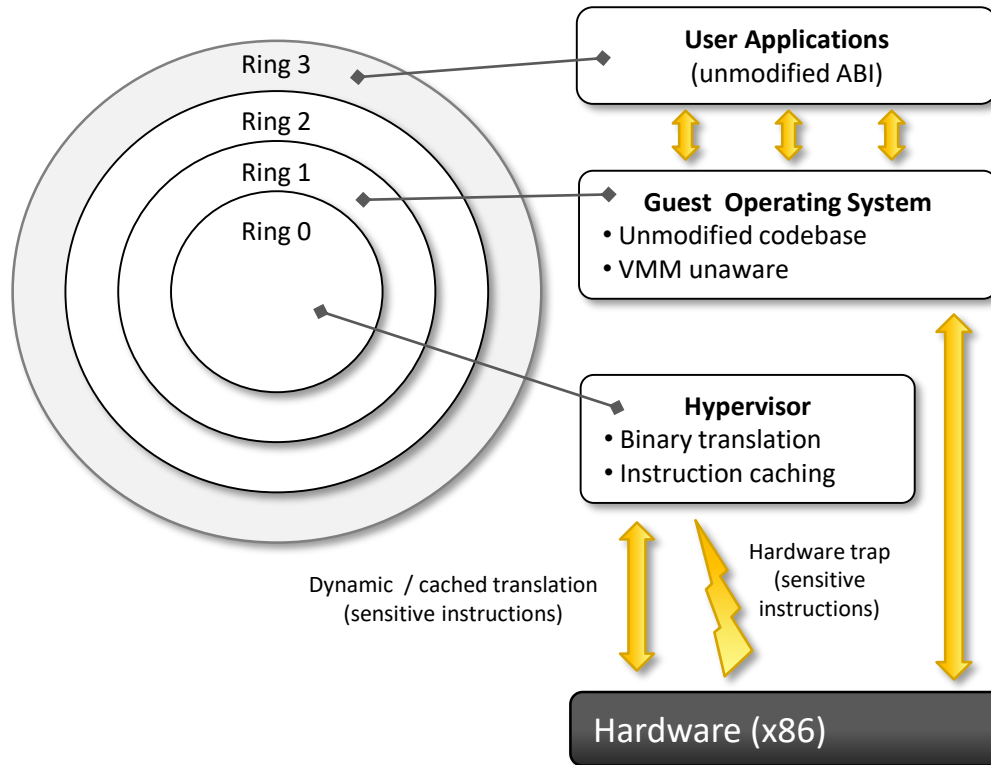 Ring 3
Ring 2
Ring 1
Ring 0
User Applications
(unmodified ABI)
Guest  Operating System
• Unmodified codebase
• VMM unaware
Hypervisor
• Binary translation
• Instruction caching
Dynamic  / cached translation
(sensitive instructions)
Hardware trap
(sensitive
instructions)
Hardware (x86)